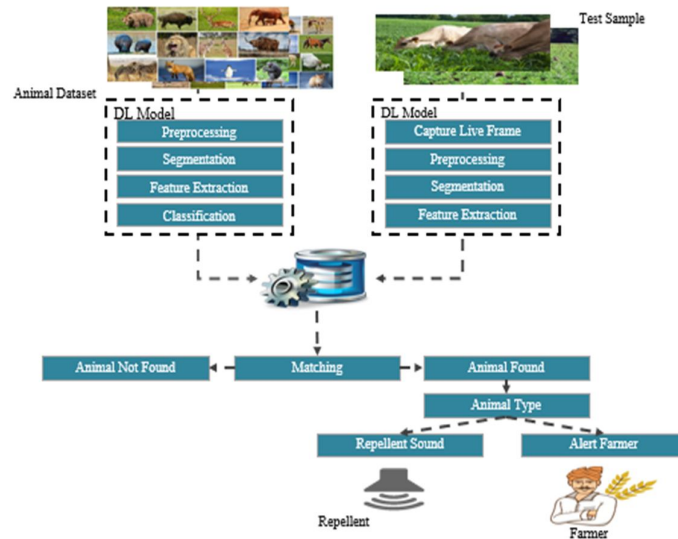 Test Sample
Animal Dataset
DL Model
Preprocessing
Segmentation
Feature Extraction
Classification
DL Model
Capture Live Frame
Preprocessing
Segmentation
Feature Extraction
Animal Not Found
Matching
Animal Found
Animal Type
Repellent Sound
Alert Farmer
Repellent
Farmer